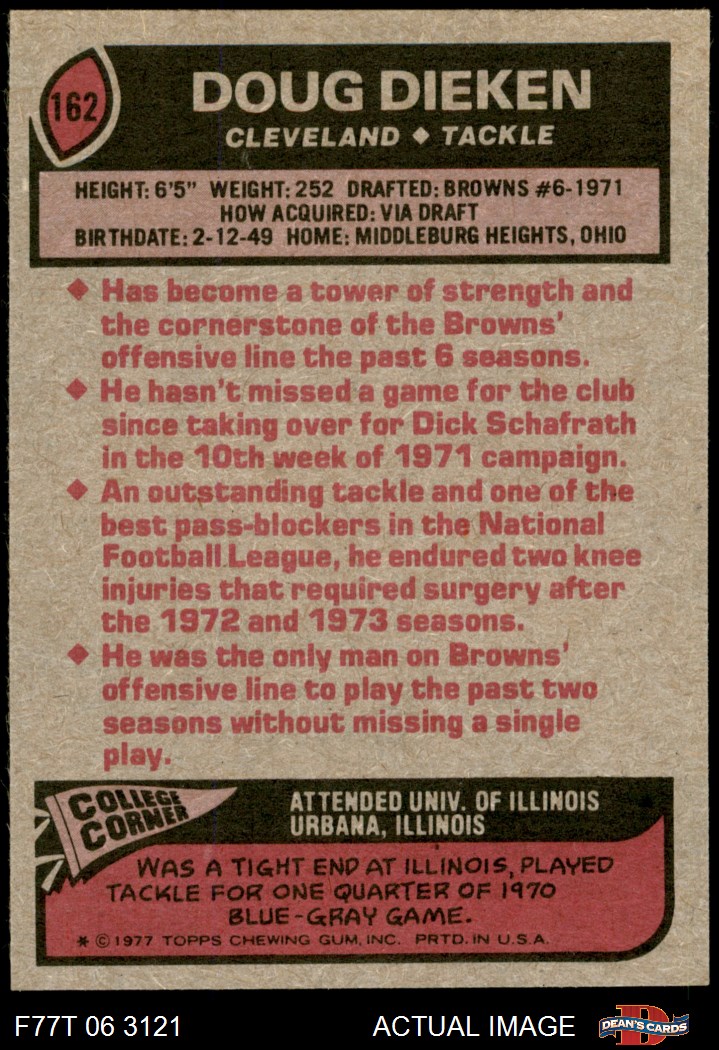 162
DOUG DIEKEN
CLEVELAND ◆ TACKLE
HEIGHT: 6'5" WEIGHT: 252 DRAFTED: BROWNS #6-1971
HOW ACQUIRED: VIA DRAFT
BIRTHDATE: 2-12-49 HOME: MIDDLEBURG HEIGHTS, OHIO
◆ Has become a tower of strength and
the cornerstone of the Browns'
offensive line the past 6 seasons.
◆ He hasn't missed a game for the club
since taking over for Dick Schafrath
in the 10th week of 1971 campaign.
◆ An outstanding tackle and one of the
best pass-blockers in the National
Football League, he endured two knee
injuries that required surgery after
the 1972 and 1973 seasons.
◆ He was the only man on Browns'
offensive line to play the past two
seasons without missing a single
play.
COLLEGE
CORNER
ATTENDED UNIV. OF ILLINOIS
URBANA, ILLINOIS
WAS A TIGHT END AT ILLINOIS, PLAYED
TACKLE FOR ONE QUARTER OF 1970
BLUE-GRAY GAME.
* © 1977 TOPPS CHEWING GUM, INC. PRTD. IN U.S.A.
F77T 06 3121
ACTUAL IMAGE
D
DEAN'S CARDS